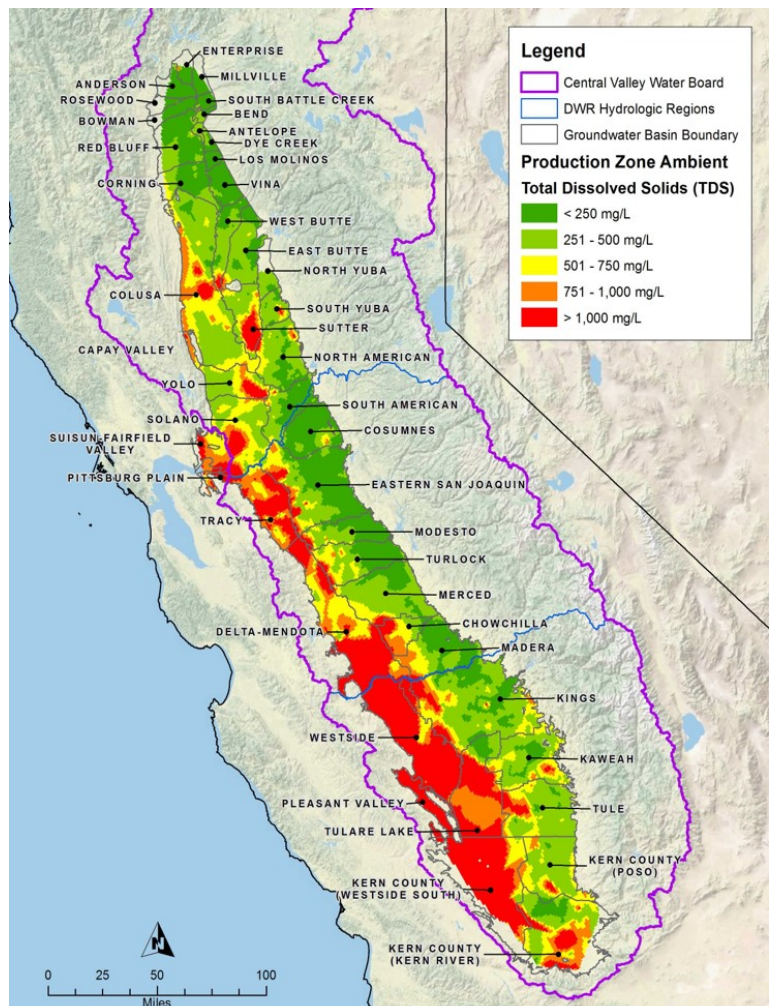 ENTERPRISE
MILLVILLE
ANDERSON
ROSEWOOD
SOUTH BATTLE CREEK
BEND
BOWMAN
ANTELOPE
DYE CREEK
RED BLUFF
LOS MOLINOS
CORNING
VINA
WEST BUTTE
EAST BUTTE
NORTH YUBA
COLUSA
SOUTH YUBA
SUTTER
CAPAY VALLEY
NORTH AMERICAN
YOLO
SOUTH AMERICAN
SOLANO
COSUMNES
SUISUN-FAIRFIELD
VALLEY
PITTSBURG PLAIN
EASTERN SAN JOAQUIN
TRACY
MODESTO
TURLOCK
MERCED
DELTA-MENDOTA
CHOWCHILLA
MADERA
KINGS
WESTSIDE
KAWEAH
PLEASANT VALLEY
TULE
TULARE LAKE
KERN COUNTY
(POSO)
KERN COUNTY
(WESTSIDE SOUTH)
KERN COUNTY
(KERN RIVER)
Legend
Central Valley Water Board
DWR Hydrologic Regions
Groundwater Basin Boundary
Production Zone Ambient
Total Dissolved Solids (TDS)
< 250 mg/L
251 - 500 mg/L
501 - 750 mg/L
751 - 1,000 mg/L
> 1,000 mg/L
N
0 25 50 100
Miles